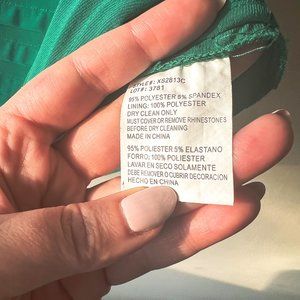 STYLE#: XS2813C
LOT#: 3781
95% POLYESTER 5% SPANDEX
LINING: 100% POLYESTER
DRY CLEAN ONLY
MUST COVER OR REMOVE RHINESTONES
BEFORE DRY CLEANING
MADE IN CHINA
95% POLYESTER 5% ELASTANO
FORRO: 100% POLYESTER
LAVAR EN SECO SOLAMENTE
DEBE REMOVER O CUBRIR DECORACION
HECHO EN CHINA